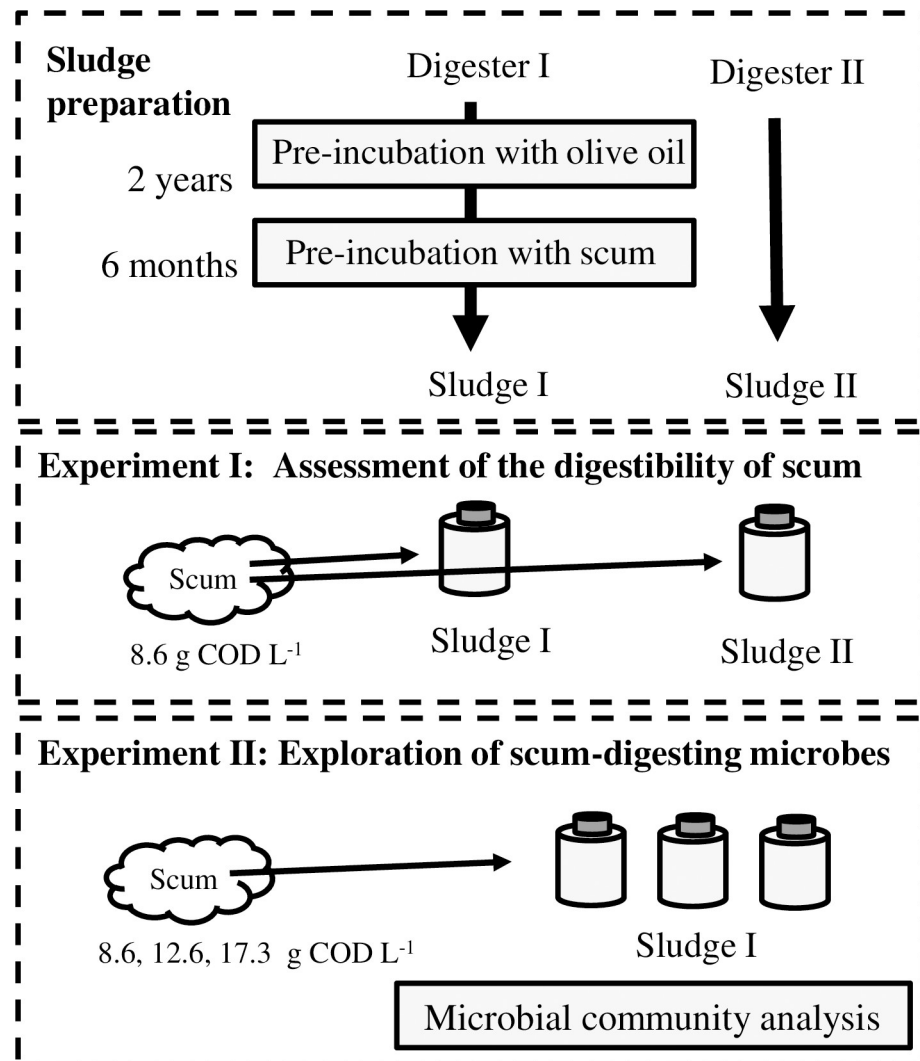 Sludge
preparation
Digester I
Digester II
Pre-incubation with olive oil
2 years
Pre-incubation with scum
6 months
Sludge I
Sludge II
Experiment I:  Assessment of the digestibility of scum
Scum
8.6 g COD L⁻¹
Sludge I
Sludge II
Experiment II: Exploration of scum-digesting microbes
Scum
8.6, 12.6, 17.3  g COD L⁻¹
Sludge I
Microbial community analysis